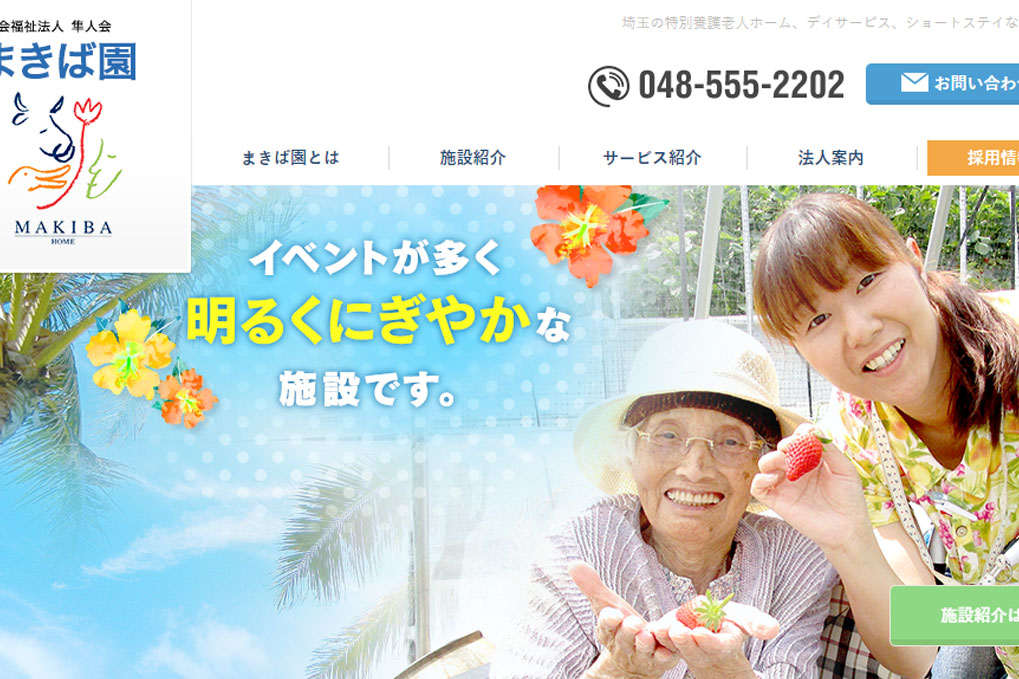 会福祉法人 隼人会
まきば園
MAKIBA
HOME
埼玉の特別養護老人ホーム、デイサービス、ショートステイな
048-555-2202
お問い合わ
まきば園とは
施設紹介
サービス紹介
法人案内
採用情
イベントが多く
明るくにぎやかな
施設です。
施設紹介は